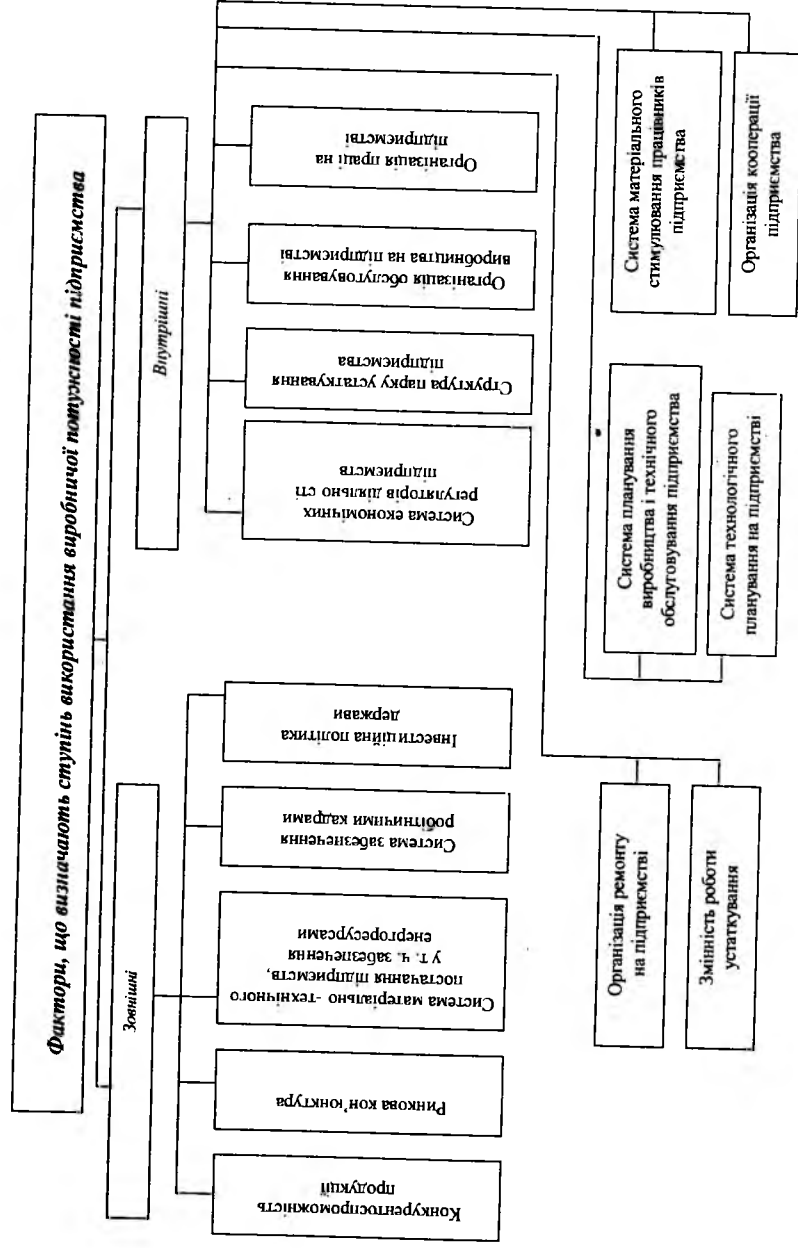 Фактори, що визначають ступінь використання виробничої потужності підприємства
Зовнішні
Конкурентоспроможність
продукції
Ринкова кон’юнктура
Система матеріально -технічного
постачання підприємств,
у т. ч. забезпечення
енергоресурсами
Система забезпечення
робітничими кадрами
Інвестиційна політика
держави
Внутрішні
Система економічних
регуляторів діяльно сті
підприємств
Структура парку устаткування
підприємства
Організація обслуговування
виробництва на підприємстві
Організація праці на
підприємстві
Організація ремонту
на підприємстві
Змінність роботи
устаткування
Система планування
виробництва і технічного
обслуговування підприємства
Система технологічного
планування на підприємстві
Система матеріального
стимулювання працівників
підприємства
Організація кооперації
підприємства